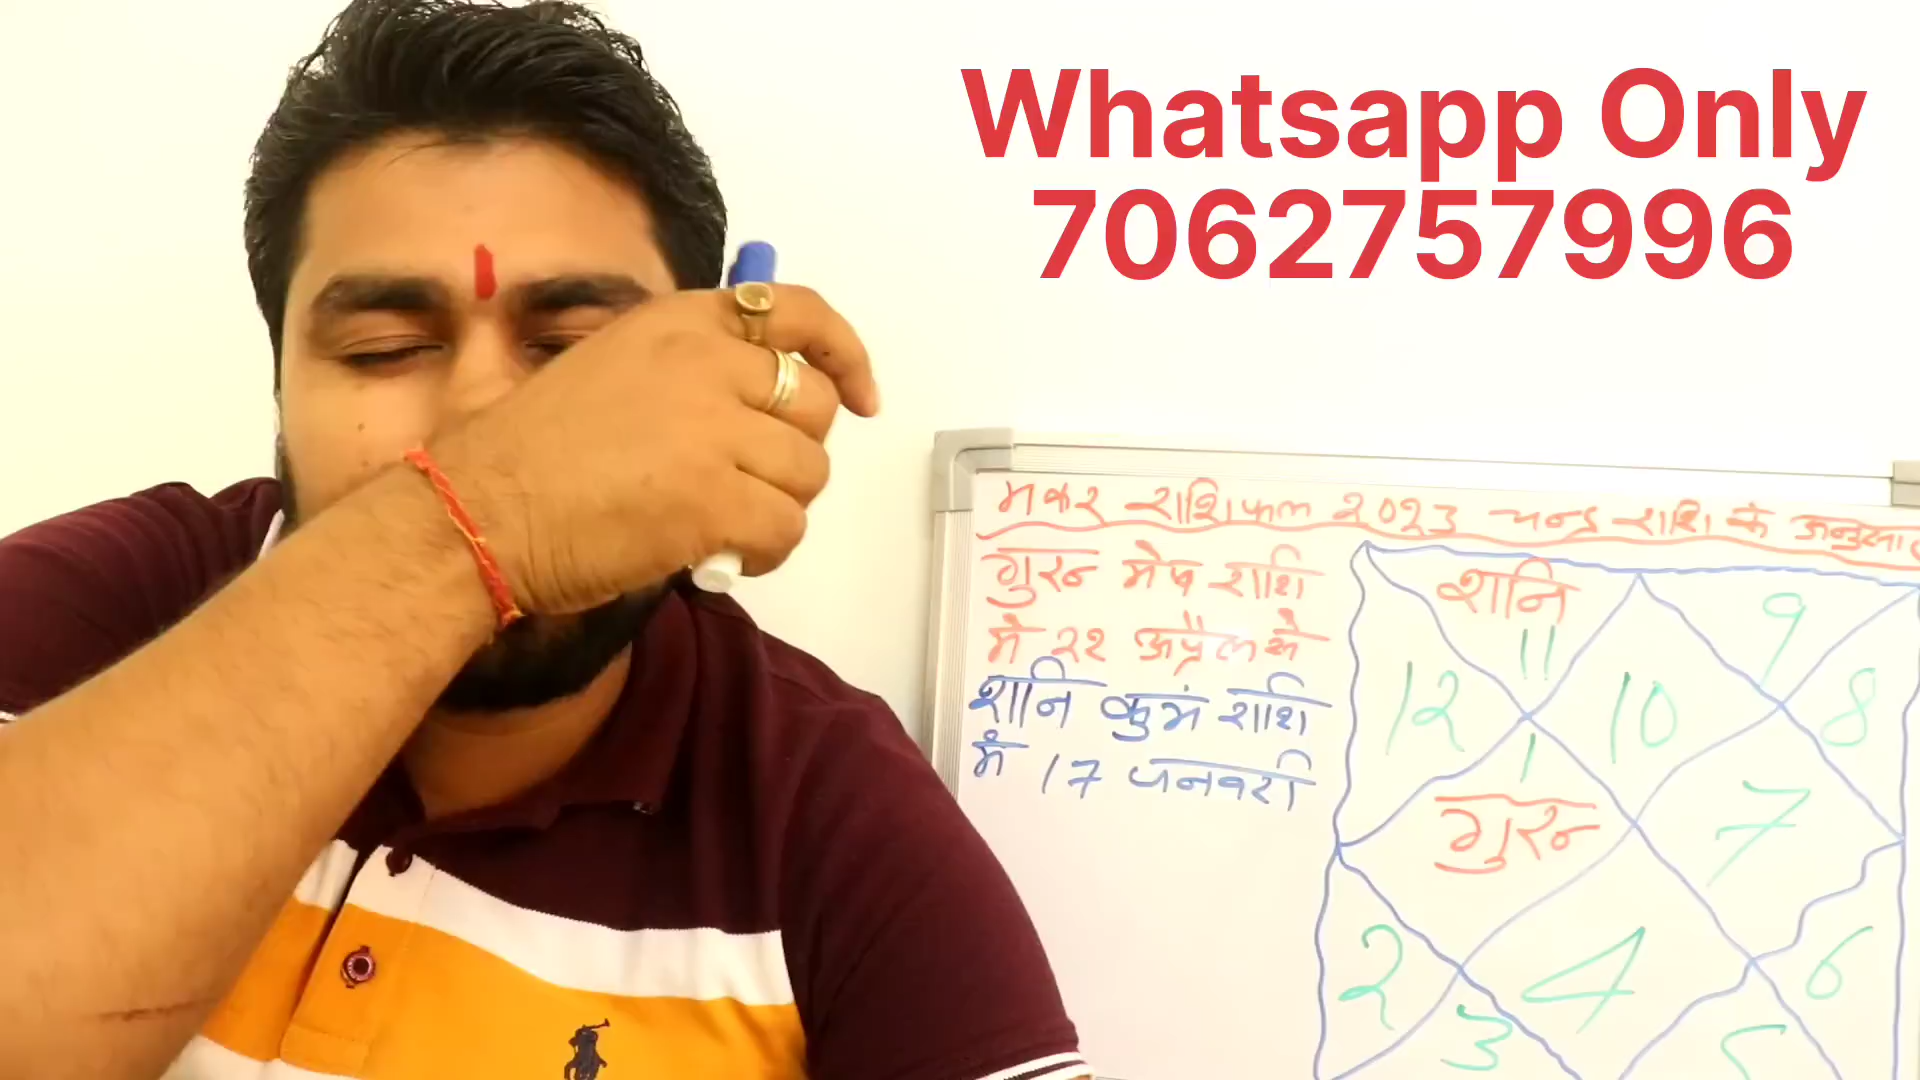 Whatsapp Only
7062757996
मकर राशिफल 2023 चन्द्र राशि के अनुसार
गुरु मेष राशि
मे 22 अप्रैल को
शनि कुंभ राशि
में 17 जनवरी
शनि
11
9
12
10
8
1
गुरु
7
2
4
6
3
5